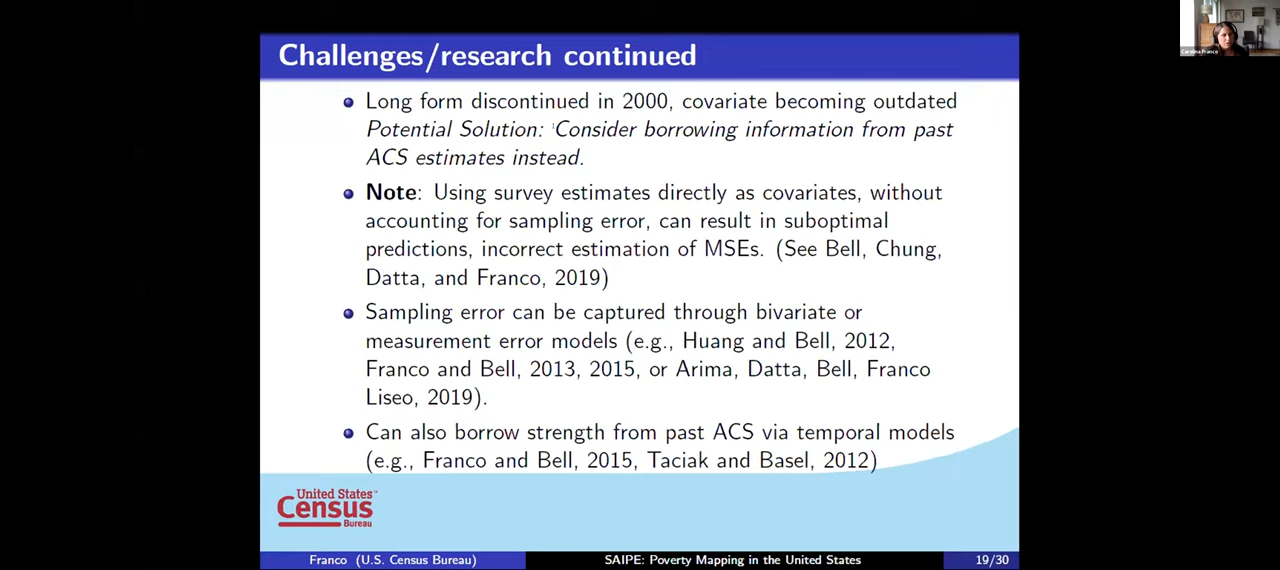 Challenges/research continued
Long form discontinued in 2000, covariate becoming outdated
Potential Solution: 'Consider borrowing information from past
ACS estimates instead.
Note: Using survey estimates directly as covariates, without
accounting for sampling error, can result in suboptimal
predictions, incorrect estimation of MSEs. (See Bell, Chung,
Datta, and Franco, 2019)
Sampling error can be captured through bivariate or
measurement error models (e.g., Huang and Bell, 2012,
Franco and Bell, 2013, 2015, or Arima, Datta, Bell, Franco
Liseo, 2019).
Can also borrow strength from past ACS via temporal models
(e.g., Franco and Bell, 2015, Taciak and Basel, 2012)
United States™
Census
Bureau
Franco (U.S. Census Bureau)
SAIPE: Poverty Mapping in the United States
19/30
Carolina Franco